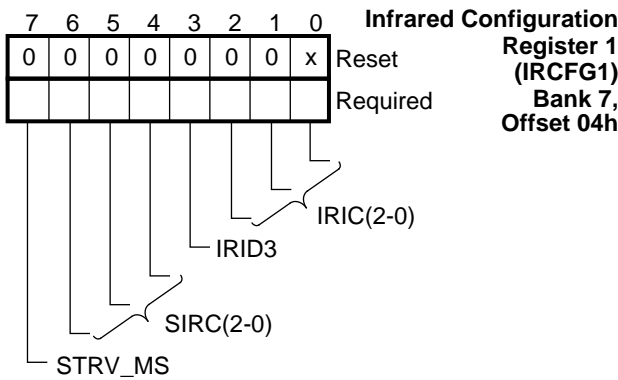 7 6 5 4 3 2 1 0
Infrared Configuration
Register 1
(IRCFG1)
Bank 7,
Offset 04h
0 0 0 0 0 0 0 x Reset
Required
IRIC(2-0)
IRID3
SIRC(2-0)
STRV_MS